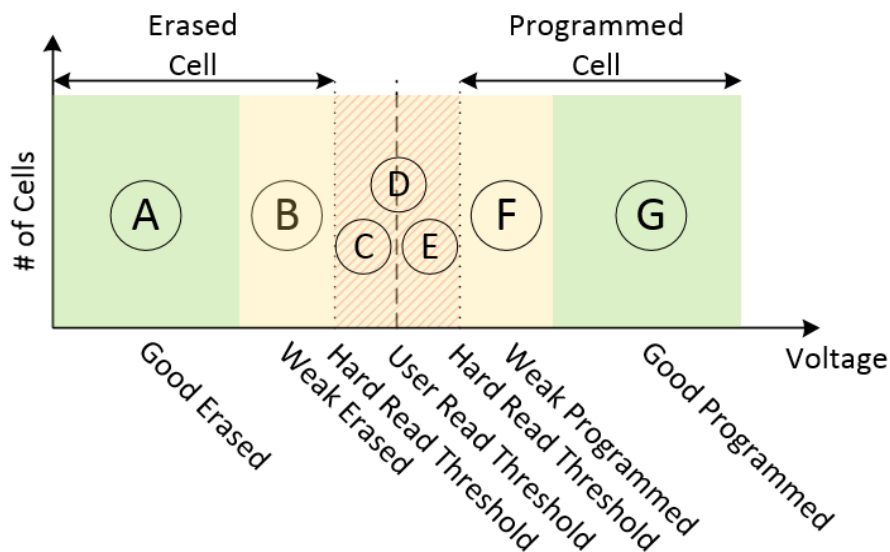 Erased
Cell
Programmed
Cell
# of Cells
A
B
C
D
E
F
G
Voltage
Good Erased
Weak Erased
Hard Read Threshold
User Read Threshold
Hard Read Threshold
Weak Programmed
Good Programmed